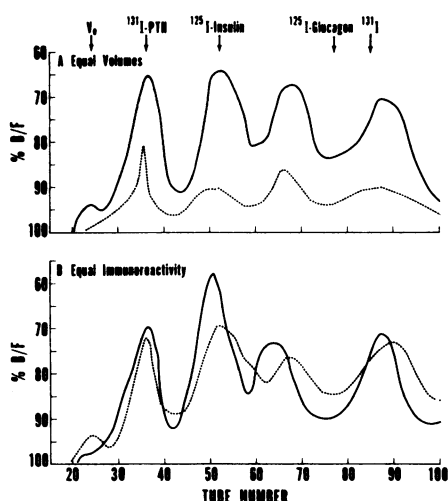 V₀ ¹³¹I-PTH ¹²⁵I-Insulin ¹²⁵I-Glucagon ¹³¹I
A Equal Volumes
60
70
80
90
100
% B/F
B Equal Immunoreactivity
60
70
80
90
100
% B/F
20 30 40 50 60 70 80 90 100
TUBE NUMBER